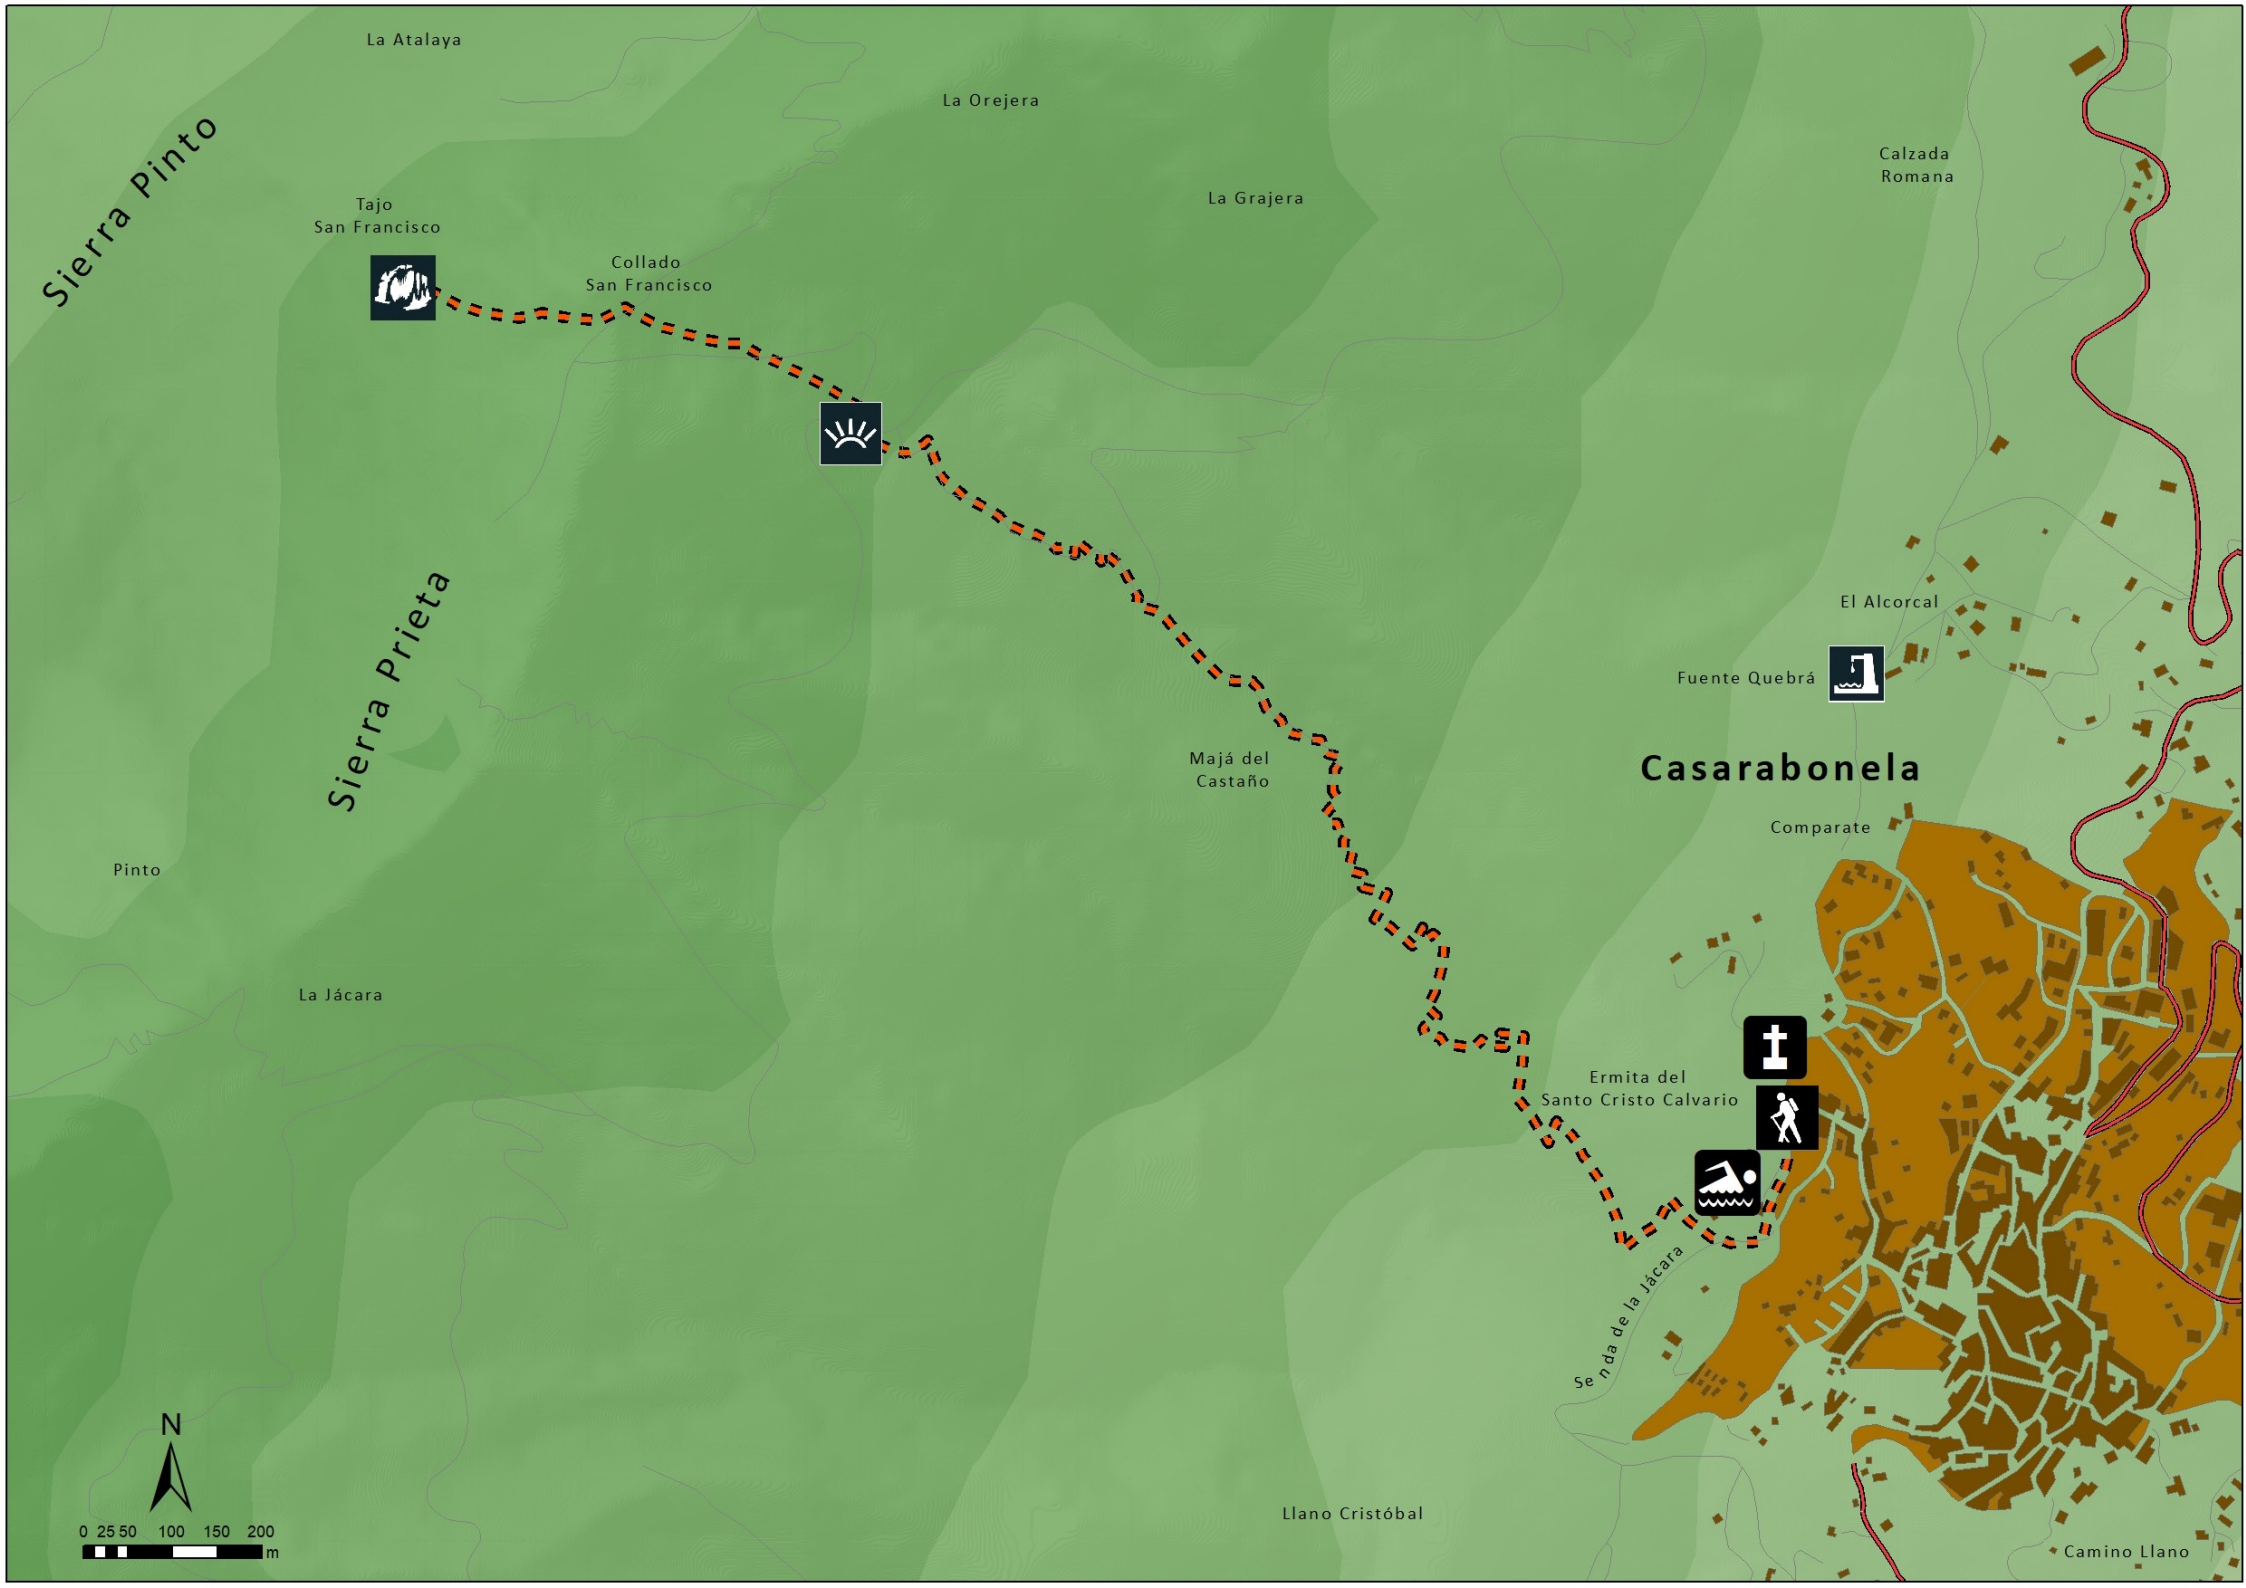 La Atalaya
La Orejera
Sierra Pinto
Calzada
Romana
La Grajera
Tajo
San Francisco
Collado
San Francisco
Sierra Prieta
El Alcorcal
Fuente Quebrá
Majá del
Castaño
Casarabonela
Comparate
Pinto
La Jácara
Ermita del
Santo Cristo Calvario
Senda de la Jácara
N
0 25 50 100 150 200
m
Llano Cristóbal
Camino Llano